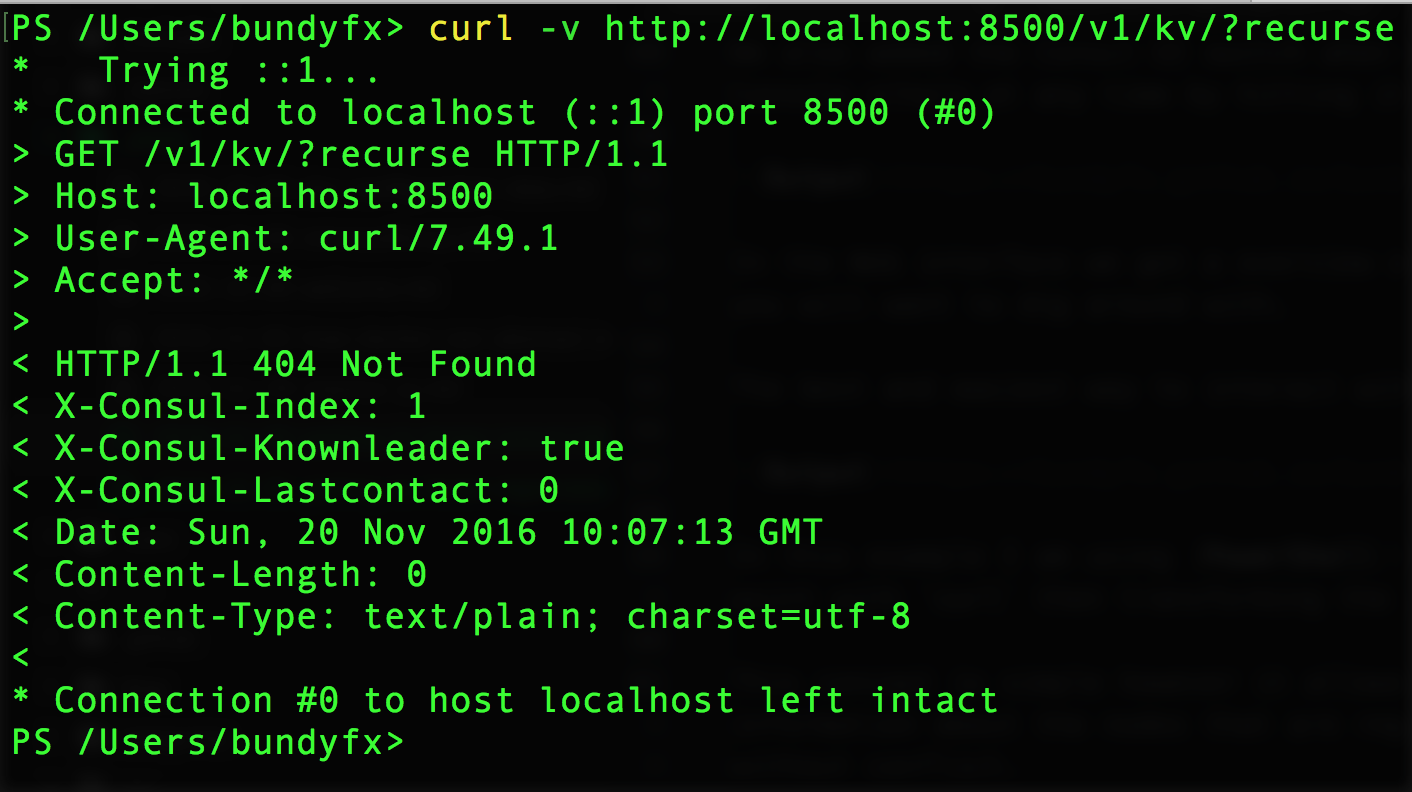 PS /Users/bundyfx> curl -v http://localhost:8500/v1/kv/?recurse
*   Trying ::1...
* Connected to localhost (::1) port 8500 (#0)
> GET /v1/kv/?recurse HTTP/1.1
> Host: localhost:8500
> User-Agent: curl/7.49.1
> Accept: */*
>
< HTTP/1.1 404 Not Found
< X-Consul-Index: 1
< X-Consul-Knownleader: true
< X-Consul-Lastcontact: 0
< Date: Sun, 20 Nov 2016 10:07:13 GMT
< Content-Length: 0
< Content-Type: text/plain; charset=utf-8
<
* Connection #0 to host localhost left intact
PS /Users/bundyfx>